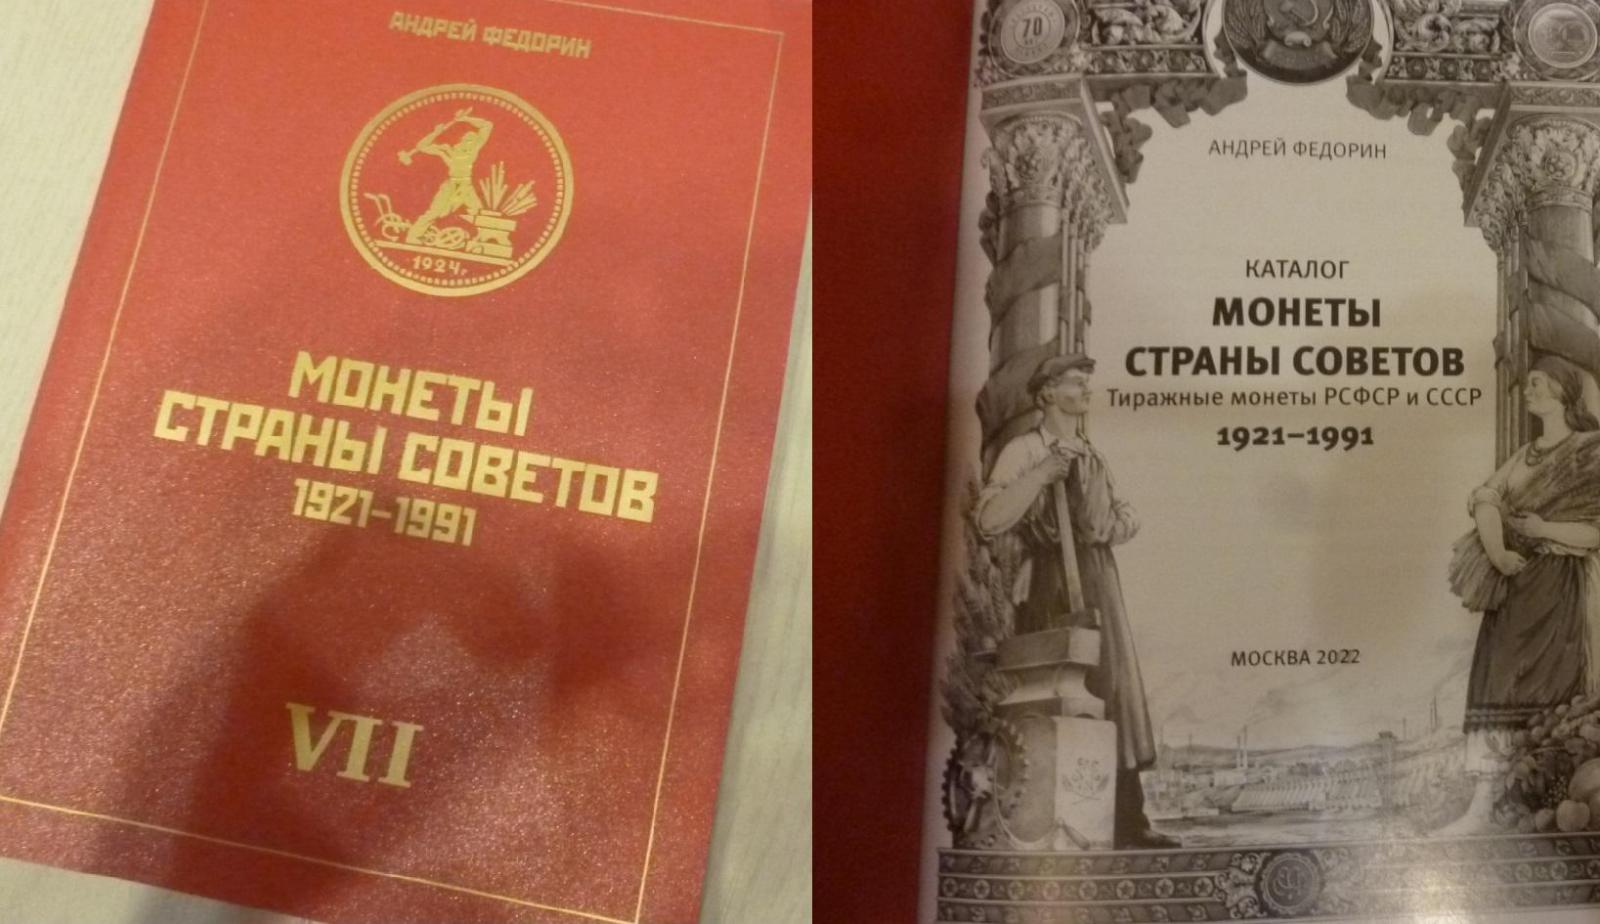 АНДРЕЙ ФЕДОРИН
1924г.
МОНЕТЫ
СТРАНЫ СОВЕТОВ
1921-1991
VII
70
АНДРЕЙ ФЕДОРИН
КАТАЛОГ
МОНЕТЫ
СТРАНЫ СОВЕТОВ
Тиражные монеты РСФСР и СССР
1921–1991
МОСКВА 2022